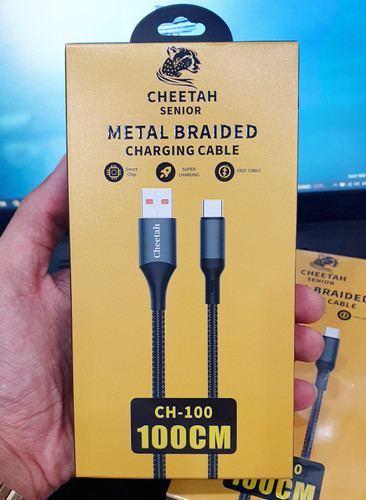 CHEETAH
SENIOR
METAL BRAIDED
CHARGING CABLE
Smart
Chip
SUPER
CHARGING
FAST CABLE
Cheetah
CH-100
100CM
CHEETAH
SENIOR
BRAIDED
CABLE
100CM